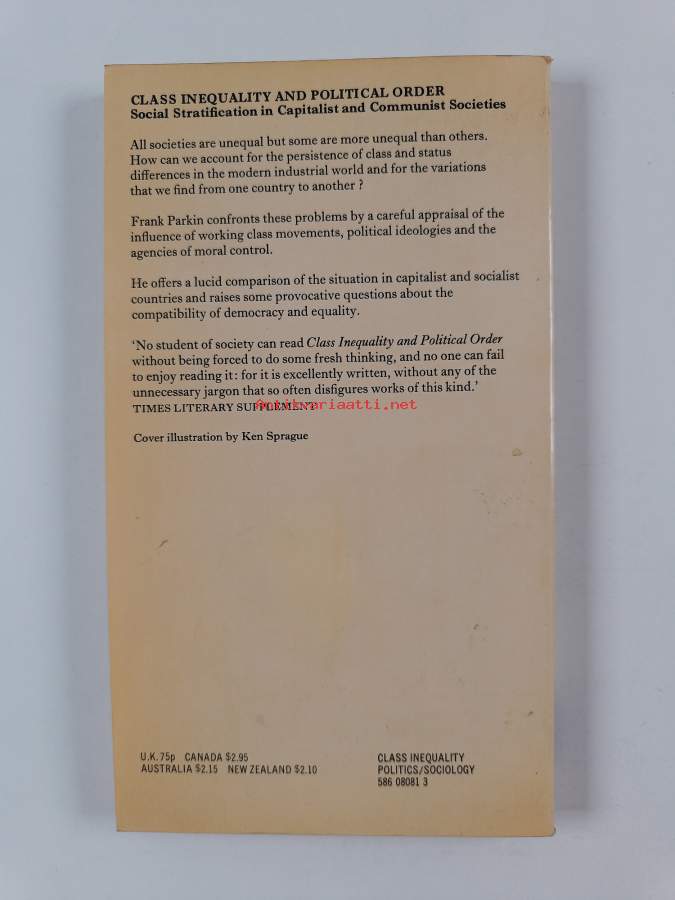 CLASS INEQUALITY AND POLITICAL ORDER
Social Stratification in Capitalist and Communist Societies
All societies are unequal but some are more unequal than others.
How can we account for the persistence of class and status
differences in the modern industrial world and for the variations
that we find from one country to another ?
Frank Parkin confronts these problems by a careful appraisal of the
influence of working class movements, political ideologies and the
agencies of moral control.
He offers a lucid comparison of the situation in capitalist and socialist
countries and raises some provocative questions about the
compatibility of democracy and equality.
'No student of society can read Class Inequality and Political Order
without being forced to do some fresh thinking, and no one can fail
to enjoy reading it: for it is excellently written, without any of the
unnecessary jargon that so often disfigures works of this kind.'
TIMES LITERARY SUPPLEMENT
Antikvariaatti.net
Cover illustration by Ken Sprague
U.K. 75p CANADA $2.95
AUSTRALIA $2.15 NEW ZEALAND $2.10
CLASS INEQUALITY
POLITICS/SOCIOLOGY
586 08081 3